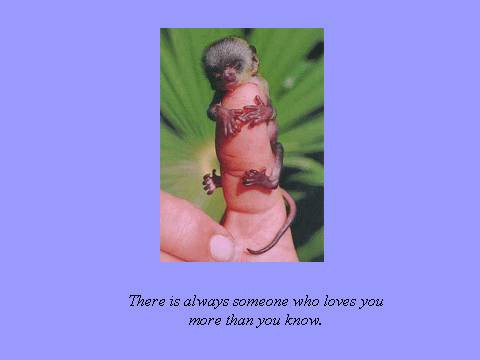 There is always someone who loves you
more than you know.